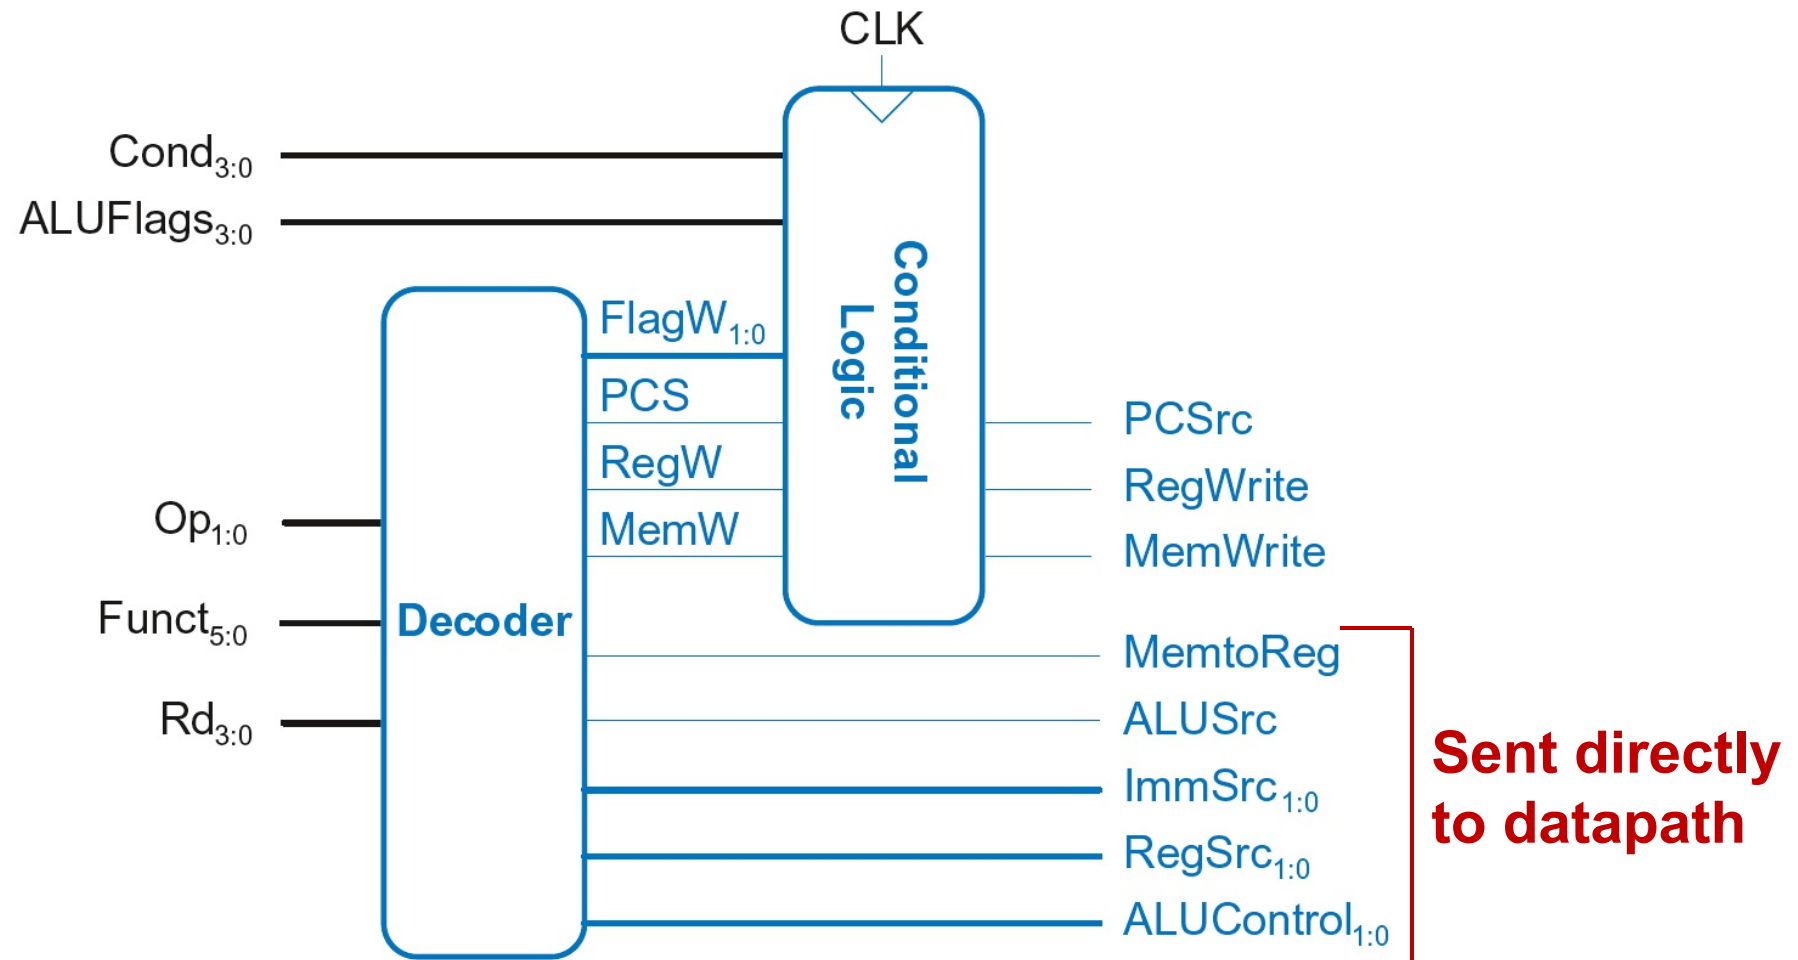 CLK
Cond3:0
ALUFlags3:0
Conditional
Logic
FlagW1:0
PCS
RegW
MemW
PCSrc
RegWrite
MemWrite
Op1:0
Funct5:0
Rd3:0
Decoder
MemtoReg
ALUSrc
ImmSrc1:0
RegSrc1:0
ALUControl1:0
Sent directly
to datapath